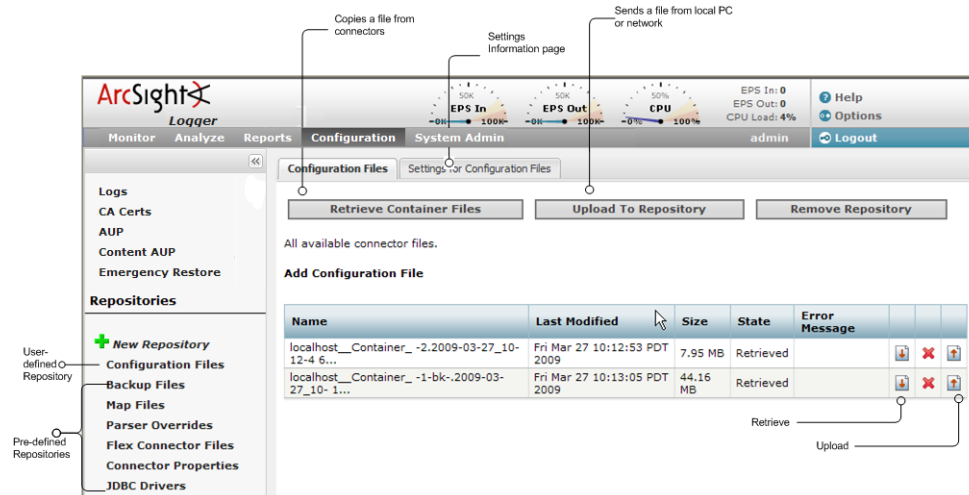 Copies a file from
connectors
Settings
Information page
Sends a file from local PC
or network
ArcSight
Logger
50K
EPS In
-0K 100K-
50K
EPS Out
-0K 100K-
50%
CPU
-0% 100%
EPS In: 0
EPS Out: 0
CPU Load: 4%
Help
Options
Monitor Analyze Reports Configuration System Admin admin Logout
Logs
CA Certs
AUP
Content AUP
Emergency Restore
Repositories
New Repository
Configuration Files
Backup Files
Map Files
Parser Overrides
Flex Connector Files
Connector Properties
JDBC Drivers
User-
defined
Repository
Pre-defined
Repositories
Configuration Files Settings for Configuration Files
Retrieve Container Files Upload To Repository Remove Repository
All available connector files.
Add Configuration File
Name Last Modified Size State Error
Message
localhost__Container_ -2.2009-03-27_10-
12-4 6... Fri Mar 27 10:12:53 PDT
2009 7.95 MB Retrieved
localhost__Container_ -1-bk-.2009-03-
27_10- 1... Fri Mar 27 10:13:05 PDT
2009 44.16
MB Retrieved
Retrieve
Upload